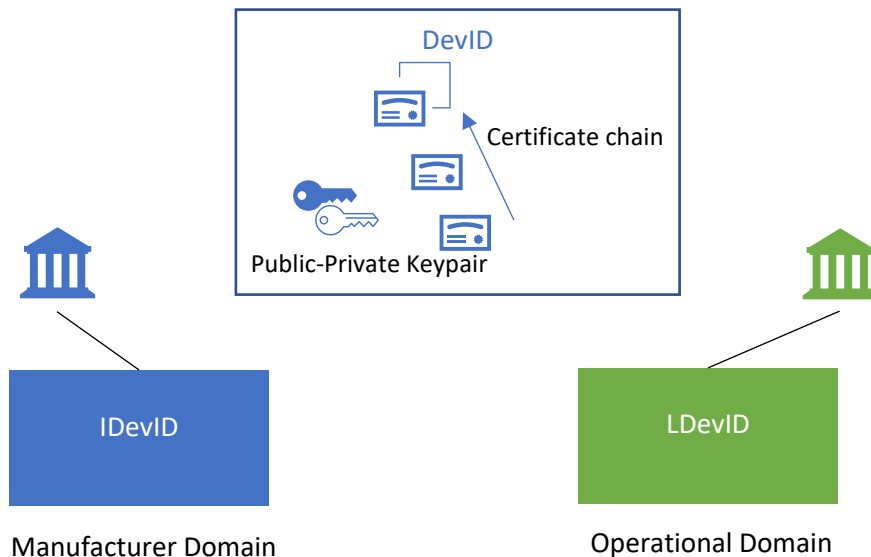 DevID
Certificate chain
Public-Private Keypair
IDevID
LDevID
Manufacturer Domain
Operational Domain